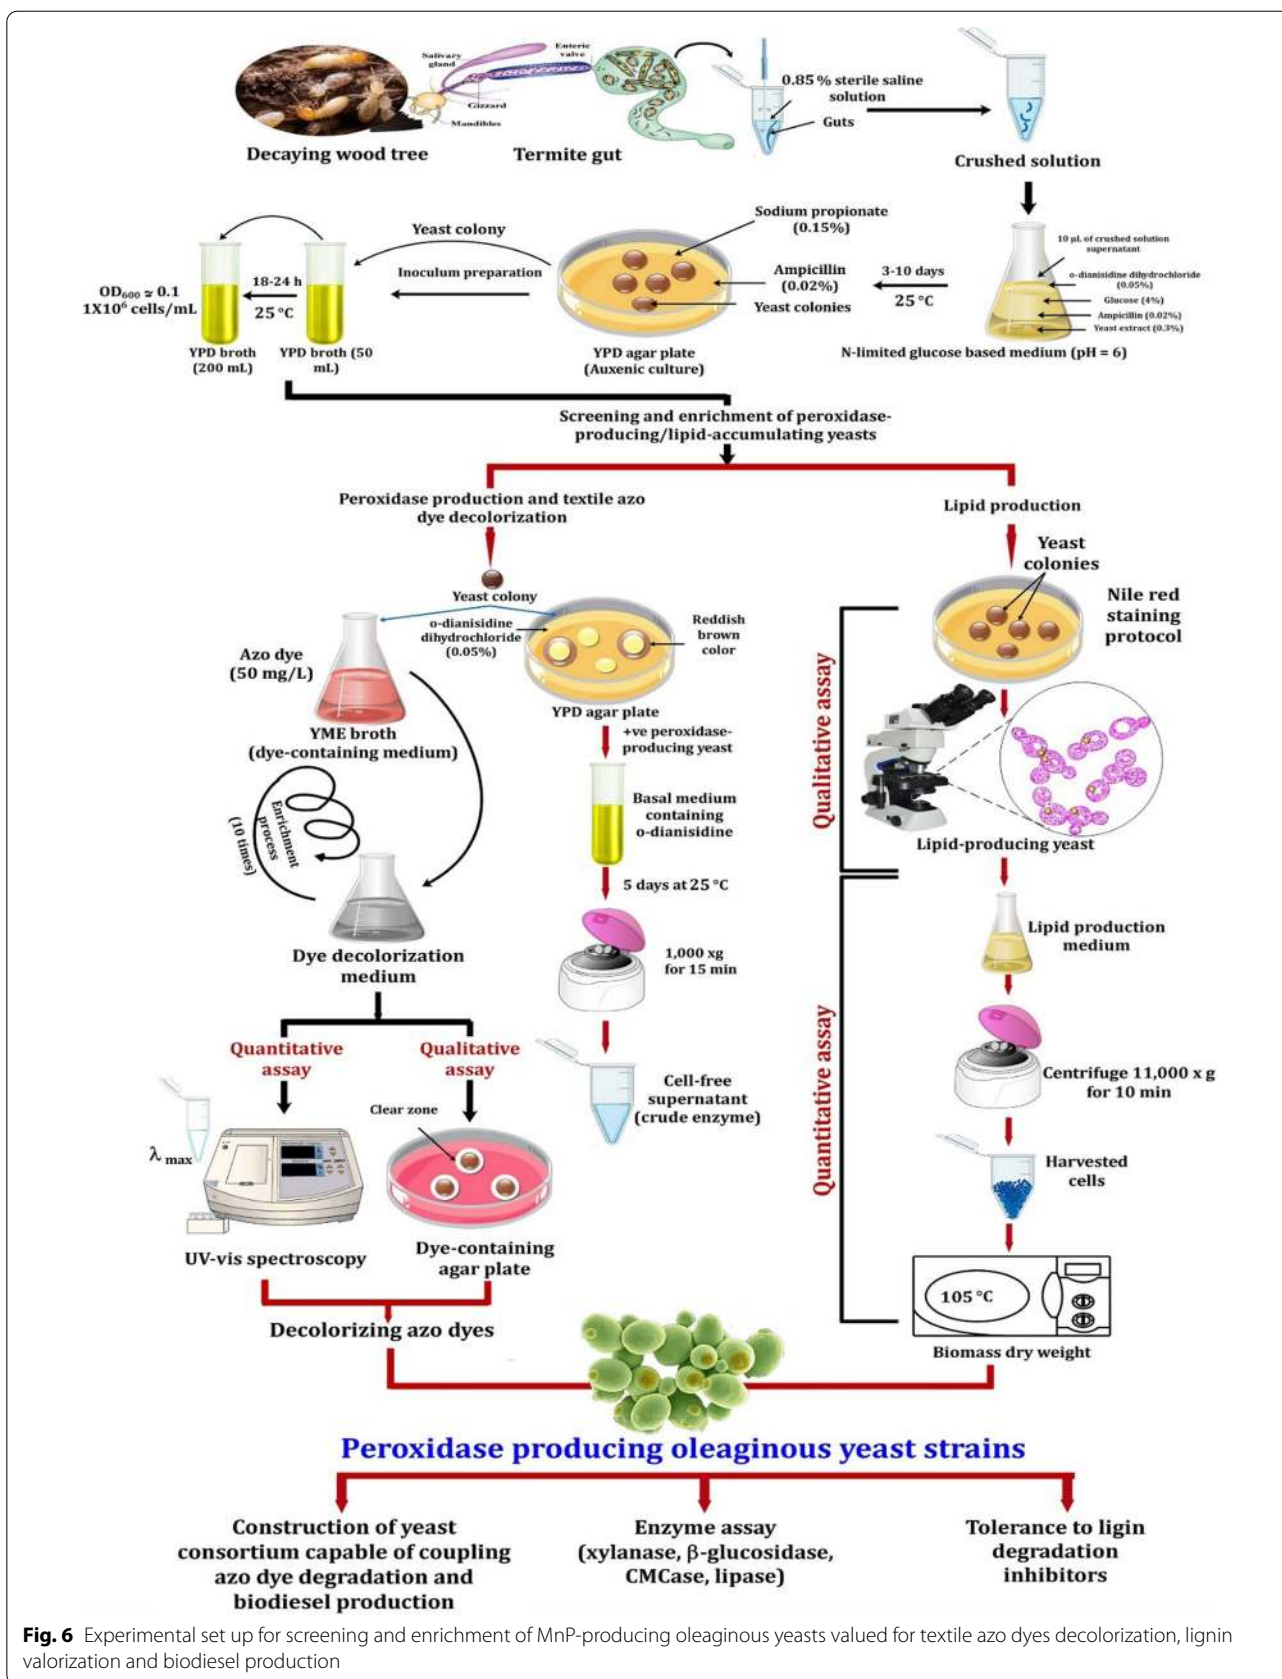 Salivary
gland
Enteric
valve
Gizzard
Mandibles
Decaying wood tree
Termite gut
0.85 % sterile saline
solution
Guts
Crushed solution
10 µL of crushed solution
supernatant
o-dianisidine dihydrochloride
(0.05%)
Glucose (4%)
Ampicillin (0.02%)
Yeast extract (0.3%)
N-limited glucose based medium (pH = 6)
3-10 days
25 °C
Sodium propionate
(0.15%)
Ampicillin
(0.02%)
Yeast colonies
YPD agar plate
(Auxenic culture)
Yeast colony
Inoculum preparation
18-24 h
25 °C
OD600 ≃ 0.1
1X10⁶ cells/mL
YPD broth
(200 mL)
YPD broth (50
mL)
Screening and enrichment of peroxidase-
producing/lipid-accumulating yeasts
Peroxidase production and textile azo
dye decolorization
Lipid production
Yeast colony
o-dianisidine
dihydrochloride
(0.05%)
Reddish
brown
color
Azo dye
(50 mg/L)
YME broth
(dye-containing medium)
YPD agar plate
+ve peroxidase-
producing yeast
Enrichment
process
(10 times)
Basal medium
containing
o-dianisidine
5 days at 25 °C
Dye decolorization
medium
1,000 xg
for 15 min
Quantitative
assay
Qualitative
assay
Cell-free
supernatant
(crude enzyme)
Clear zone
λ max
UV-vis spectroscopy
Dye-containing
agar plate
Decolorizing azo dyes
Yeast
colonies
Nile red
staining
protocol
Qualitative assay
Lipid-producing yeast
Lipid production
medium
Quantitative assay
Centrifuge 11,000 x g
for 10 min
Harvested
cells
105 °C
Biomass dry weight
Peroxidase producing oleaginous yeast strains
Construction of yeast
consortium capable of coupling
azo dye degradation and
biodiesel production
Enzyme assay
(xylanase, β-glucosidase,
CMCase, lipase)
Tolerance to ligin
degradation
inhibitors
Fig. 6 Experimental set up for screening and enrichment of MnP-producing oleaginous yeasts valued for textile azo dyes decolorization, lignin
valorization and biodiesel production